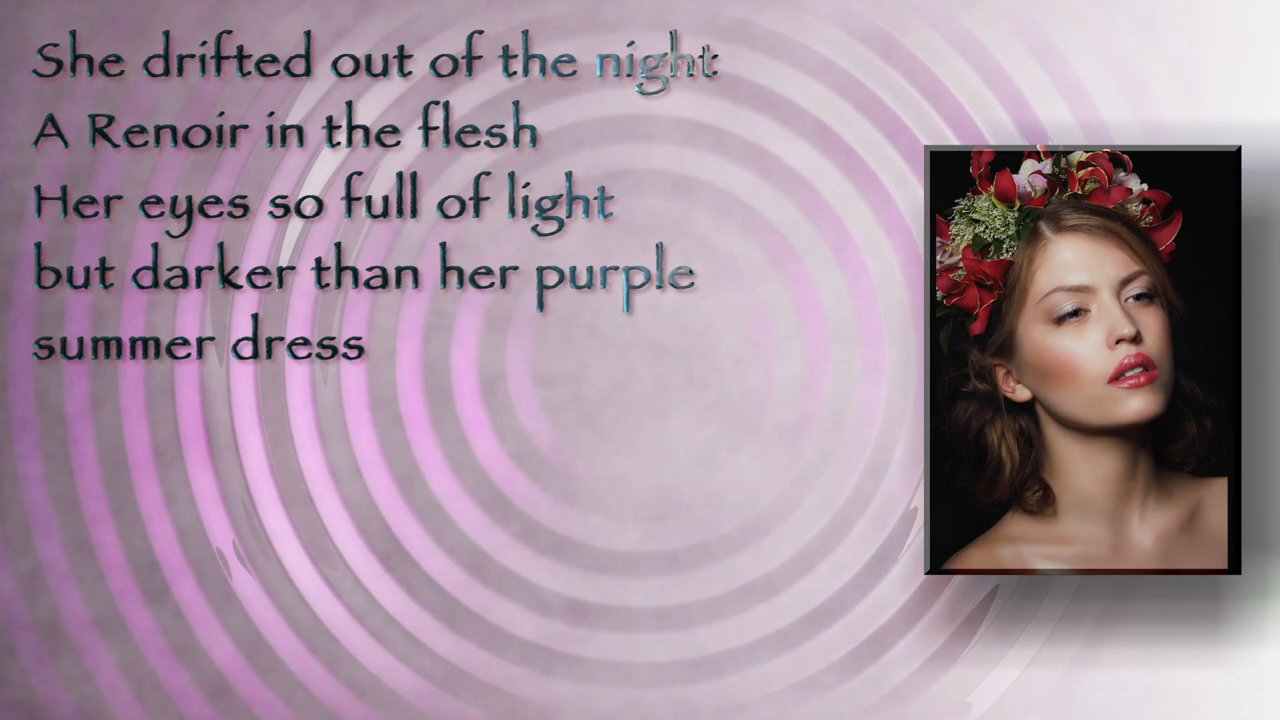 She drifted out of the night
A Renoir in the flesh
Her eyes so full of light
but darker than her purple
summer dress